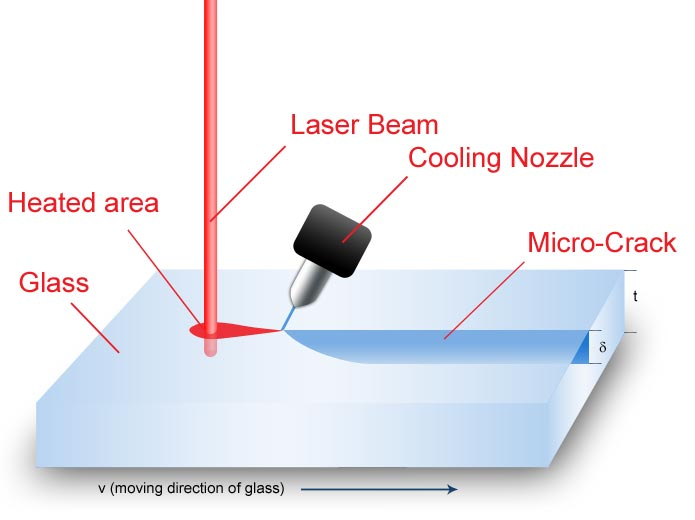 Laser Beam
Cooling Nozzle
Heated area
Micro-Crack
Glass
t
δ
v (moving direction of glass)